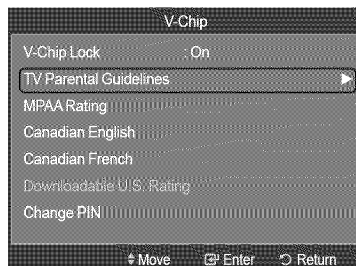 V-Chip
V-Chip Lock : On
TV Parental Guidelines
MPAA Rating
Canadian English
Canadian French
Downloadable U.S. Rating
Change PIN
Move Enter Return